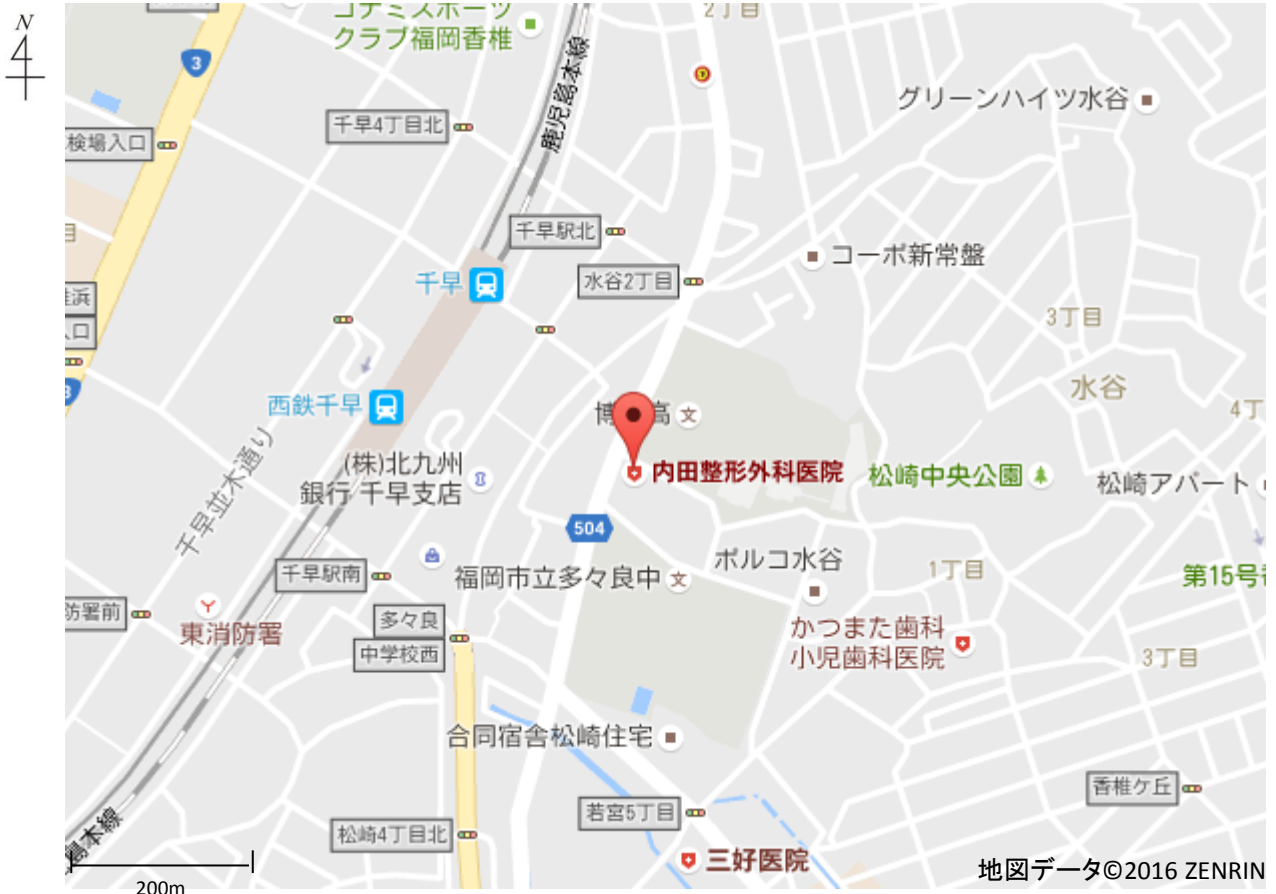 N
コナミスポーツ
クラブ福岡香椎
2丁目
3
鹿児島本線
グリーンハイツ水谷
千早4丁目北
検場入口
千早駅北
コーポ新常盤
千早
水谷2丁目
浜
入口
3丁目
水谷
西鉄千早
4丁
千早並木通り
(株)北九州
銀行 千早支店
内田整形外科医院
松崎中央公園
松崎アパート
504
千早駅南
福岡市立多々良中
ポルコ水谷
1丁目
第15号
防署前
東消防署
多々良
中学校西
かつまた歯科
小児歯科医院
3丁目
合同宿舎松崎住宅
香椎ケ丘
若宮5丁目
松崎4丁目北
島本線
三好医院
200m
地図データ©2016 ZENRIN